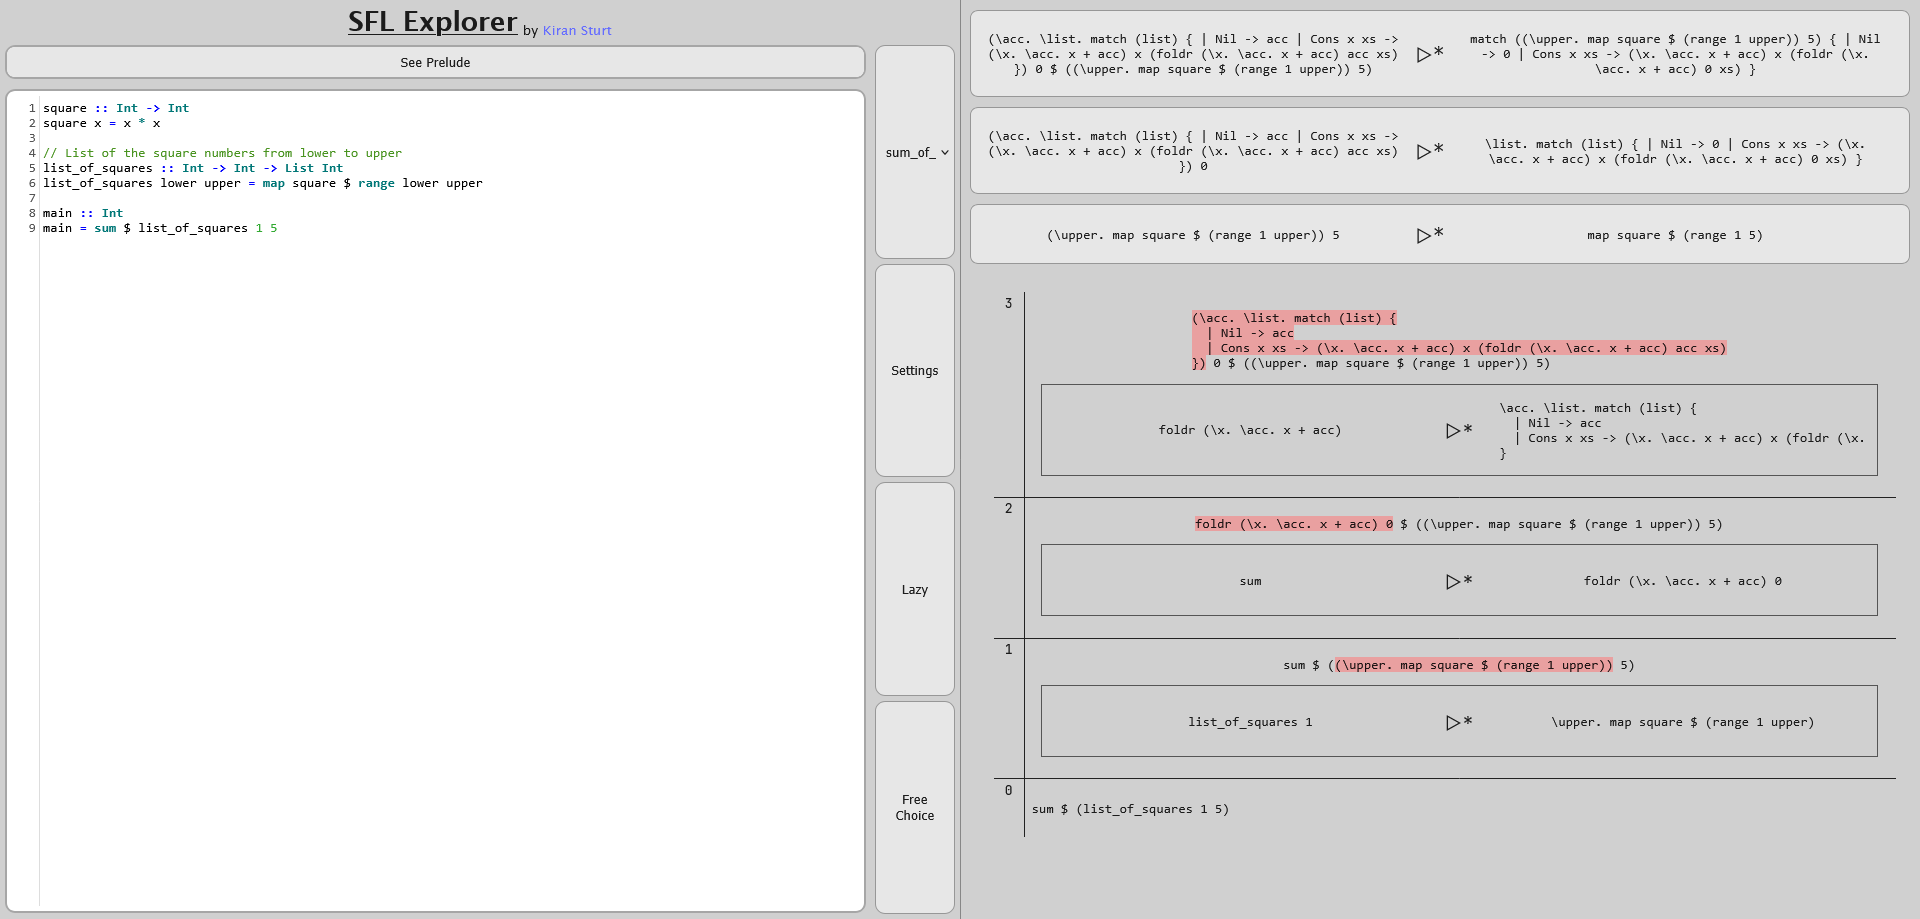 SFL Explorer by Kiran Sturt
See Prelude
1 square :: Int -> Int
2 square x = x * x
3
4 // List of the square numbers from lower to upper
5 list_of_squares :: Int -> Int -> List Int
6 list_of_squares lower upper = map square $ range lower upper
7
8 main :: Int
9 main = sum $ list_of_squares 1 5
sum_of_
Settings
Lazy
Free
Choice
(\acc. \list. match (list) { | Nil -> acc | Cons x xs ->
(\x. \acc. x + acc) x (foldr (\x. \acc. x + acc) acc xs)
}) 0 $ ((\upper. map square $ (range 1 upper)) 5)
▷*
match ((\upper. map square $ (range 1 upper)) 5) { | Nil
-> 0 | Cons x xs -> (\x. \acc. x + acc) x (foldr (\x.
\acc. x + acc) 0 xs) }
(\acc. \list. match (list) { | Nil -> acc | Cons x xs ->
(\x. \acc. x + acc) x (foldr (\x. \acc. x + acc) acc xs)
}) 0
▷*
\list. match (list) { | Nil -> 0 | Cons x xs -> (\x.
\acc. x + acc) x (foldr (\x. \acc. x + acc) 0 xs) }
(\upper. map square $ (range 1 upper)) 5
▷*
map square $ (range 1 5)
3
(\acc. \list. match (list) {
  | Nil -> acc
  | Cons x xs -> (\x. \acc. x + acc) x (foldr (\x. \acc. x + acc) acc xs)
}) 0 $ ((\upper. map square $ (range 1 upper)) 5)
foldr (\x. \acc. x + acc)
▷*
\acc. \list. match (list) {
  | Nil -> acc
  | Cons x xs -> (\x. \acc. x + acc) x (foldr (\x.
}
2
foldr (\x. \acc. x + acc) 0 $ ((\upper. map square $ (range 1 upper)) 5)
sum
▷*
foldr (\x. \acc. x + acc) 0
1
sum $ ((\upper. map square $ (range 1 upper)) 5)
list_of_squares 1
▷*
\upper. map square $ (range 1 upper)
0
sum $ (list_of_squares 1 5)